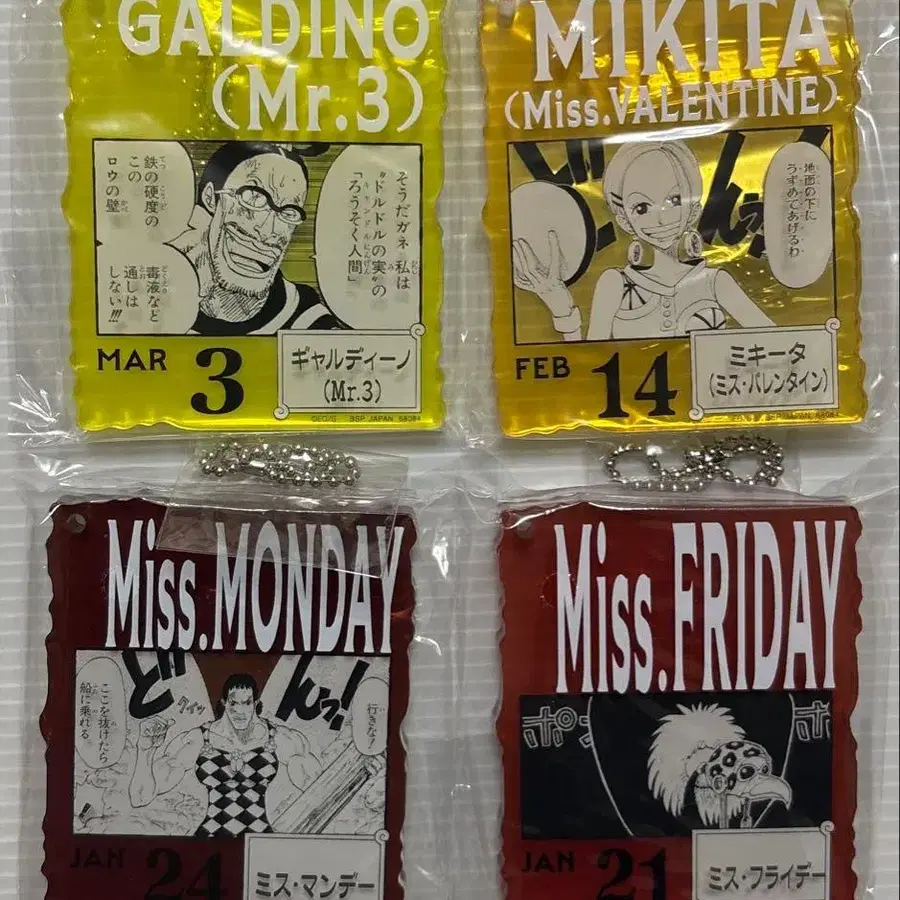 GALDINO
(Mr.3)
そうだガネ 私は
“ドルドルの実”の
「ろうそく人間」
鉄の硬度の
この
ロウの壁
毒液など
通しは
しない!!!
MAR 3
ギャルディーノ
(Mr.3)
MIKITA
(Miss.VALENTINE)
地面の下に
うずめてあげるわ
FEB 14
ミキータ
(ミス・バレンタイン)
Miss.MONDAY
どんっ!
クイッ
行きな!
ここを抜けたら
船に乗れる
JAN 24
ミス・マンデー
Miss.FRIDAY
JAN 21
ミス・フライデー